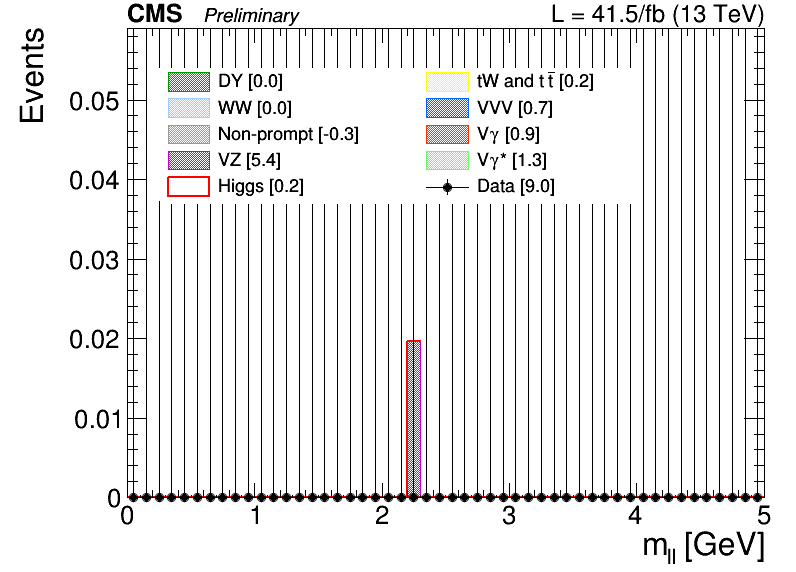 CMS Preliminary L = 41.5/fb (13 TeV)
Events
DY [0.0]
WW [0.0]
Non-prompt [-0.3]
VZ [5.4]
Higgs [0.2]
tW and tt̅ [0.2]
VVV [0.7]
Vγ [0.9]
Vγ* [1.3]
Data [9.0]
0.05
0.04
0.03
0.02
0.01
0
0 1 2 3 4 5
m_ll [GeV]